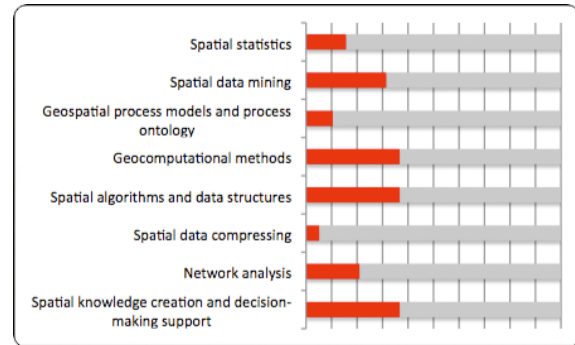 Spatial statistics
Spatial data mining
Geospatial process models and process
ontology
Geocomputational methods
Spatial algorithms and data structures
Spatial data compressing
Network analysis
Spatial knowledge creation and decision-
making support